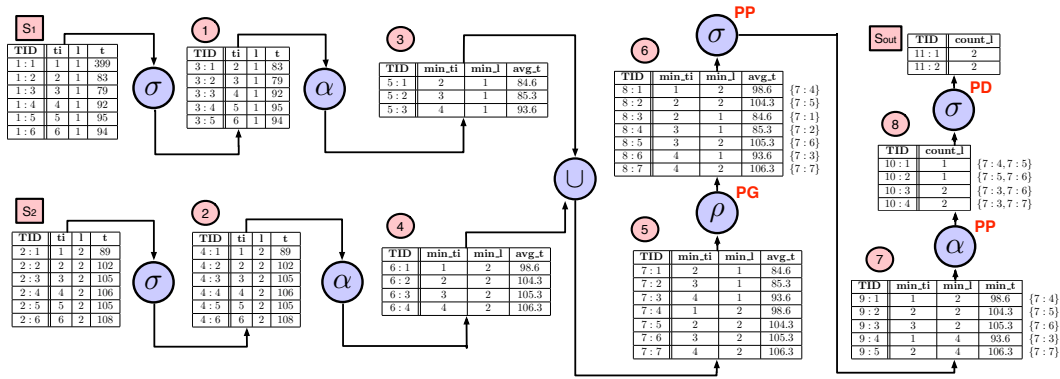 S1
TID ti l t
1 : 1 1 1 399
1 : 2 2 1 83
1 : 3 3 1 79
1 : 4 4 1 92
1 : 5 5 1 95
1 : 6 6 1 94
σ
1
TID ti l t
3 : 1 2 1 83
3 : 2 3 1 79
3 : 3 4 1 92
3 : 4 5 1 95
3 : 5 6 1 94
α
3
TID min_ti min_l avg_t
5 : 1 2 1 84.6
5 : 2 3 1 85.3
5 : 3 4 1 93.6
S2
TID ti l t
2 : 1 1 2 89
2 : 2 2 2 102
2 : 3 3 2 105
2 : 4 4 2 106
2 : 5 5 2 105
2 : 6 6 2 108
σ
2
TID ti l t
4 : 1 1 2 89
4 : 2 2 2 102
4 : 3 3 2 105
4 : 4 4 2 106
4 : 5 5 2 105
4 : 6 6 2 108
α
4
TID min_ti min_l avg_t
6 : 1 1 2 98.6
6 : 2 2 2 104.3
6 : 3 3 2 105.3
6 : 4 4 2 106.3
∪
5
TID min_ti min_l avg_t
7 : 1 2 1 84.6
7 : 2 3 1 85.3
7 : 3 4 1 93.6
7 : 4 1 2 98.6
7 : 5 2 2 104.3
7 : 6 3 2 105.3
7 : 7 4 2 106.3
ρ
PG
6
TID min_ti min_l avg_t
8 : 1 1 2 98.6 {7 : 4}
8 : 2 2 2 104.3 {7 : 5}
8 : 3 2 1 84.6 {7 : 1}
8 : 4 3 1 85.3 {7 : 2}
8 : 5 3 2 105.3 {7 : 6}
8 : 6 4 1 93.6 {7 : 3}
8 : 7 4 2 106.3 {7 : 7}
σ
PP
7
TID min_ti min_l min_t
9 : 1 1 2 98.6 {7 : 4}
9 : 2 2 2 104.3 {7 : 5}
9 : 3 3 2 105.3 {7 : 6}
9 : 4 1 4 93.6 {7 : 3}
9 : 5 2 4 106.3 {7 : 7}
α
PP
8
TID count_l
10 : 1 1 {7 : 4, 7 : 5}
10 : 2 1 {7 : 5, 7 : 6}
10 : 3 2 {7 : 3, 7 : 6}
10 : 4 2 {7 : 3, 7 : 7}
σ
PD
Sout
TID count_l
11 : 1 2
11 : 2 2